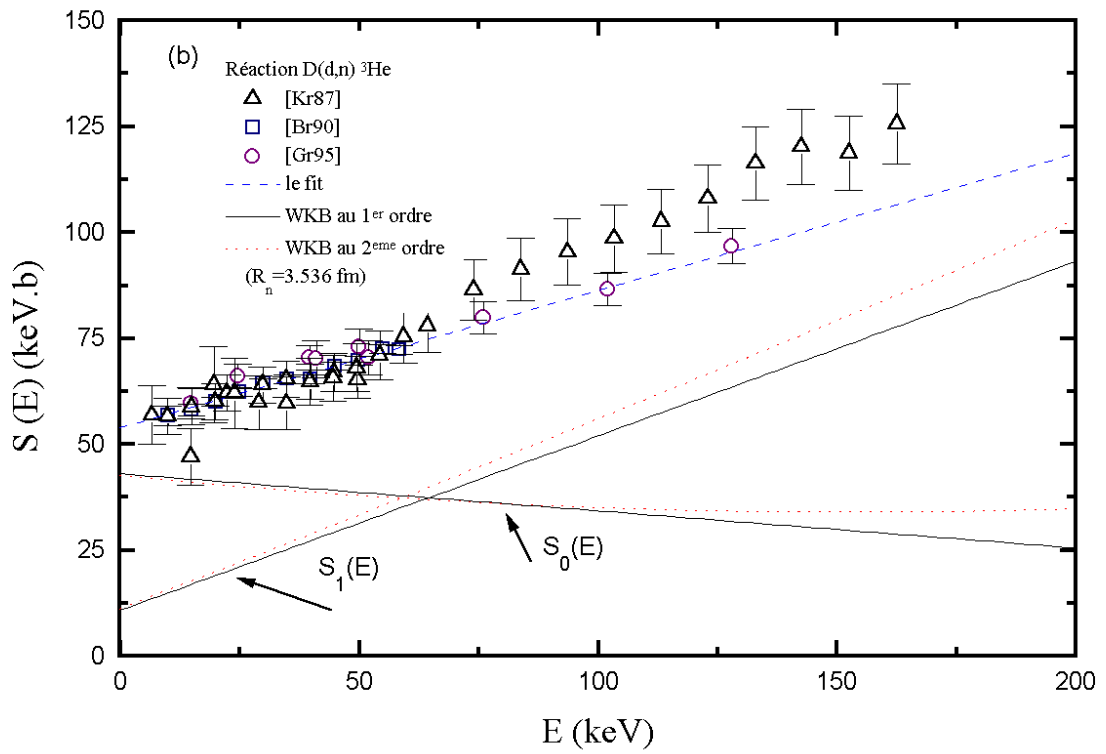 (b)
Réaction D(d,n) ³He
[Kr87]
[Br90]
[Gr95]
le fit
WKB au 1er ordre
WKB au 2eme ordre
(Rn=3.536 fm)
150
125
100
75
50
25
0
S (E) (keV.b)
S1(E)
S0(E)
0
50
100
150
200
E (keV)